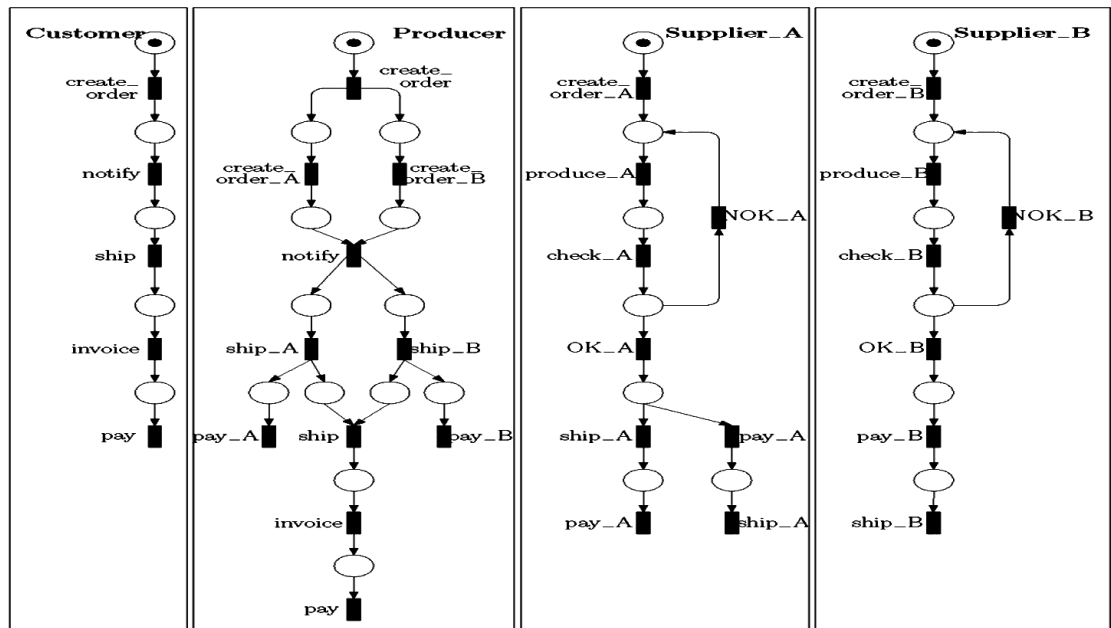 Customer
create_
order
notify
ship
invoice
pay
Producer
create_
order
create_
order_A
create_
order_B
notify
ship_A
ship_B
pay_A
ship
pay_B
invoice
pay
Supplier_A
create_
order_A
produce_A
NOK_A
check_A
OK_A
ship_A
pay_A
pay_A
ship_A
Supplier_B
create_
order_B
produce_B
NOK_B
check_B
OK_B
pay_B
ship_B